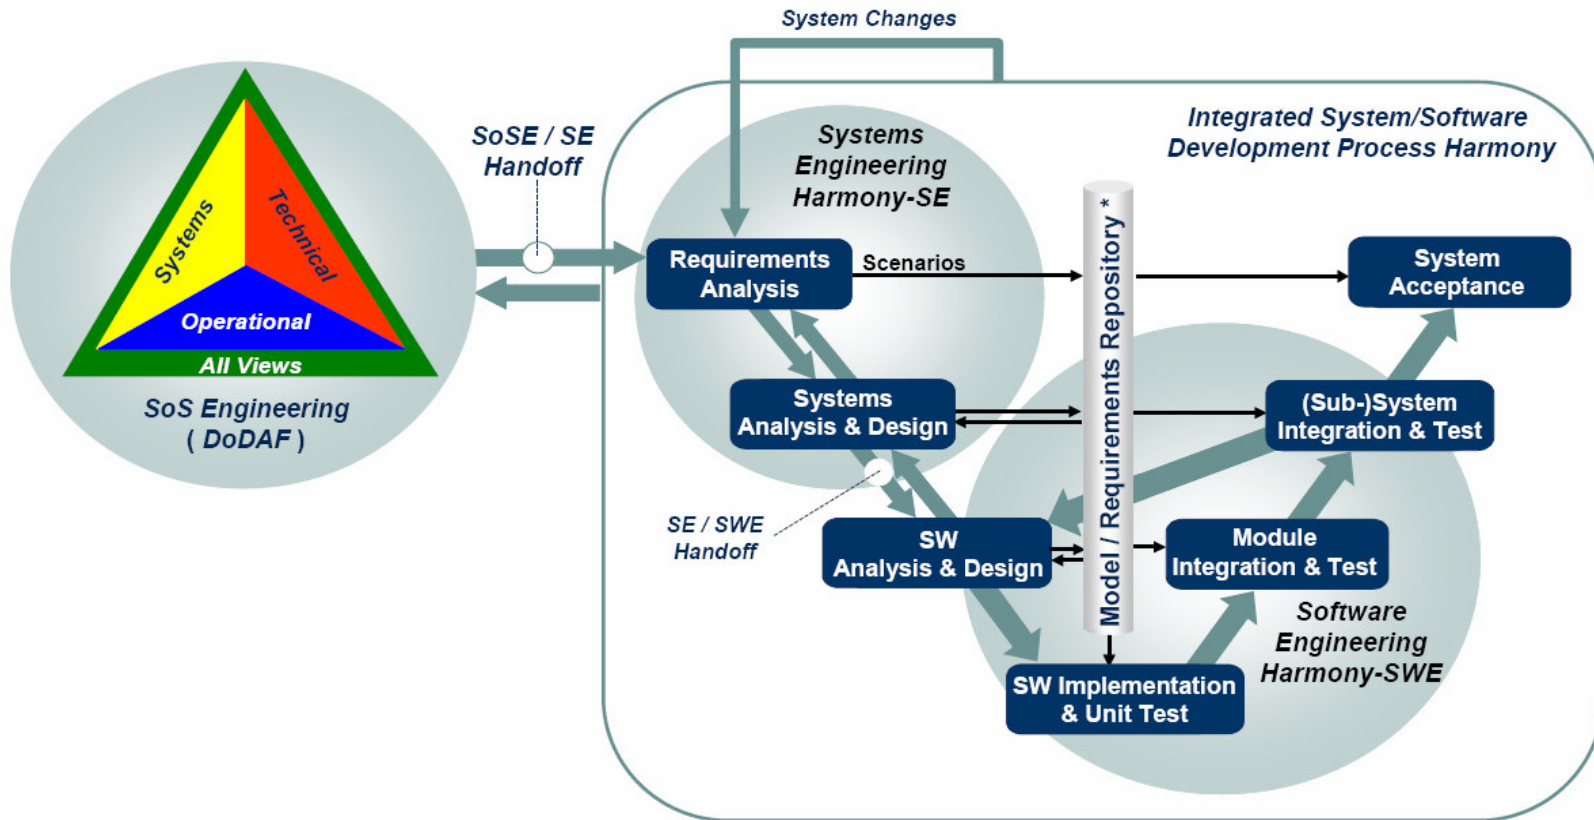 System Changes
SoSE / SE
Handoff
Systems
Engineering
Harmony-SE
Integrated System/Software
Development Process Harmony
Systems
Technical
Operational
All Views
SoS Engineering
( DoDAF )
Requirements
Analysis
Scenarios
Model / Requirements Repository *
System
Acceptance
Systems
Analysis & Design
(Sub-)System
Integration & Test
SE / SWE
Handoff
SW
Analysis & Design
Module
Integration & Test
Software
Engineering
Harmony-SWE
SW Implementation
& Unit Test